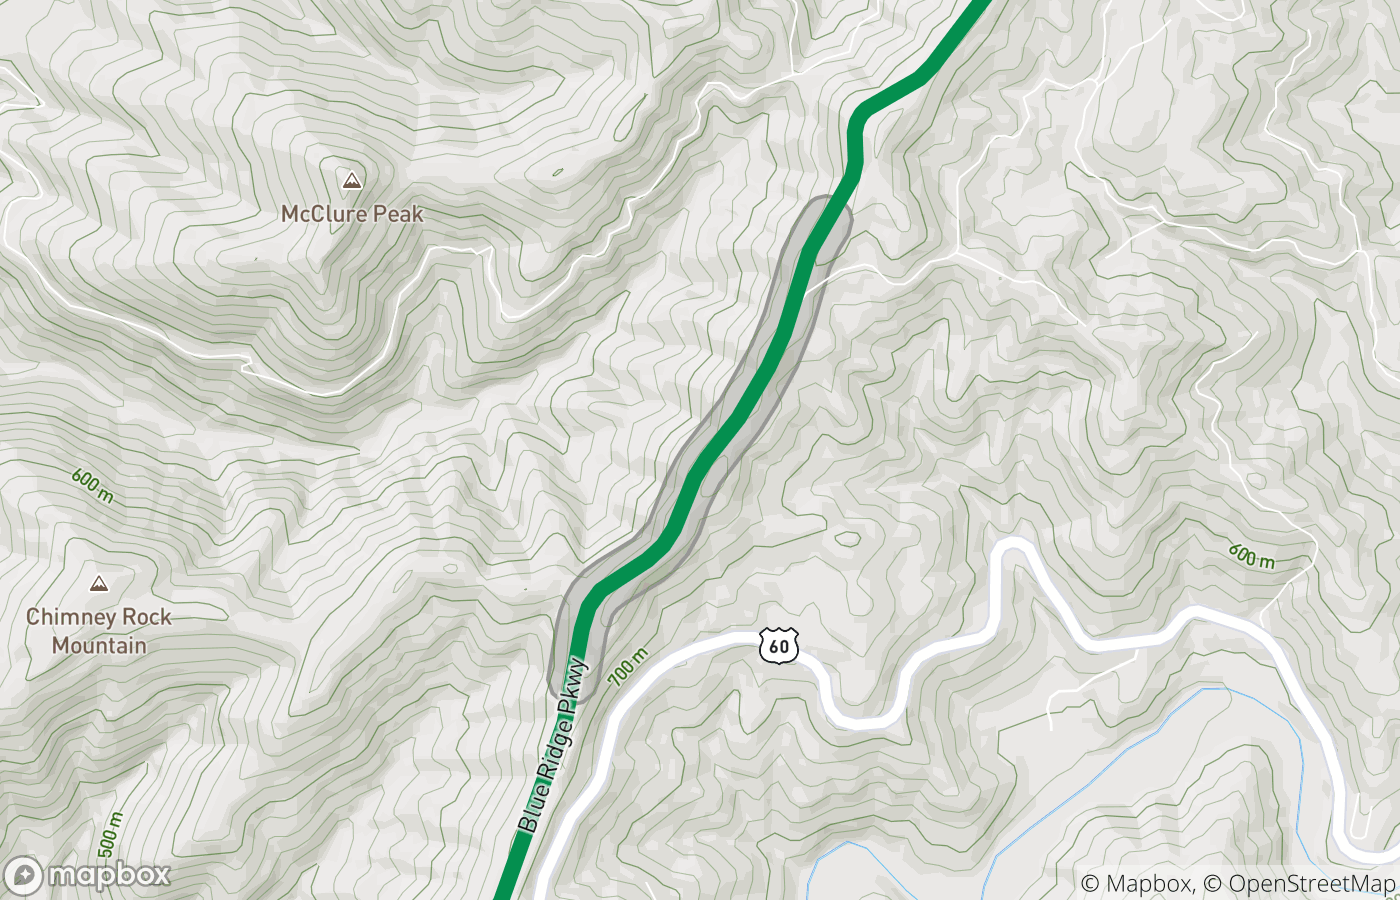 McClure Peak
600 m
Chimney Rock
Mountain
600 m
60
700 m
Blue Ridge Pkwy
500 m
mapbox
© Mapbox, © OpenStreetMap